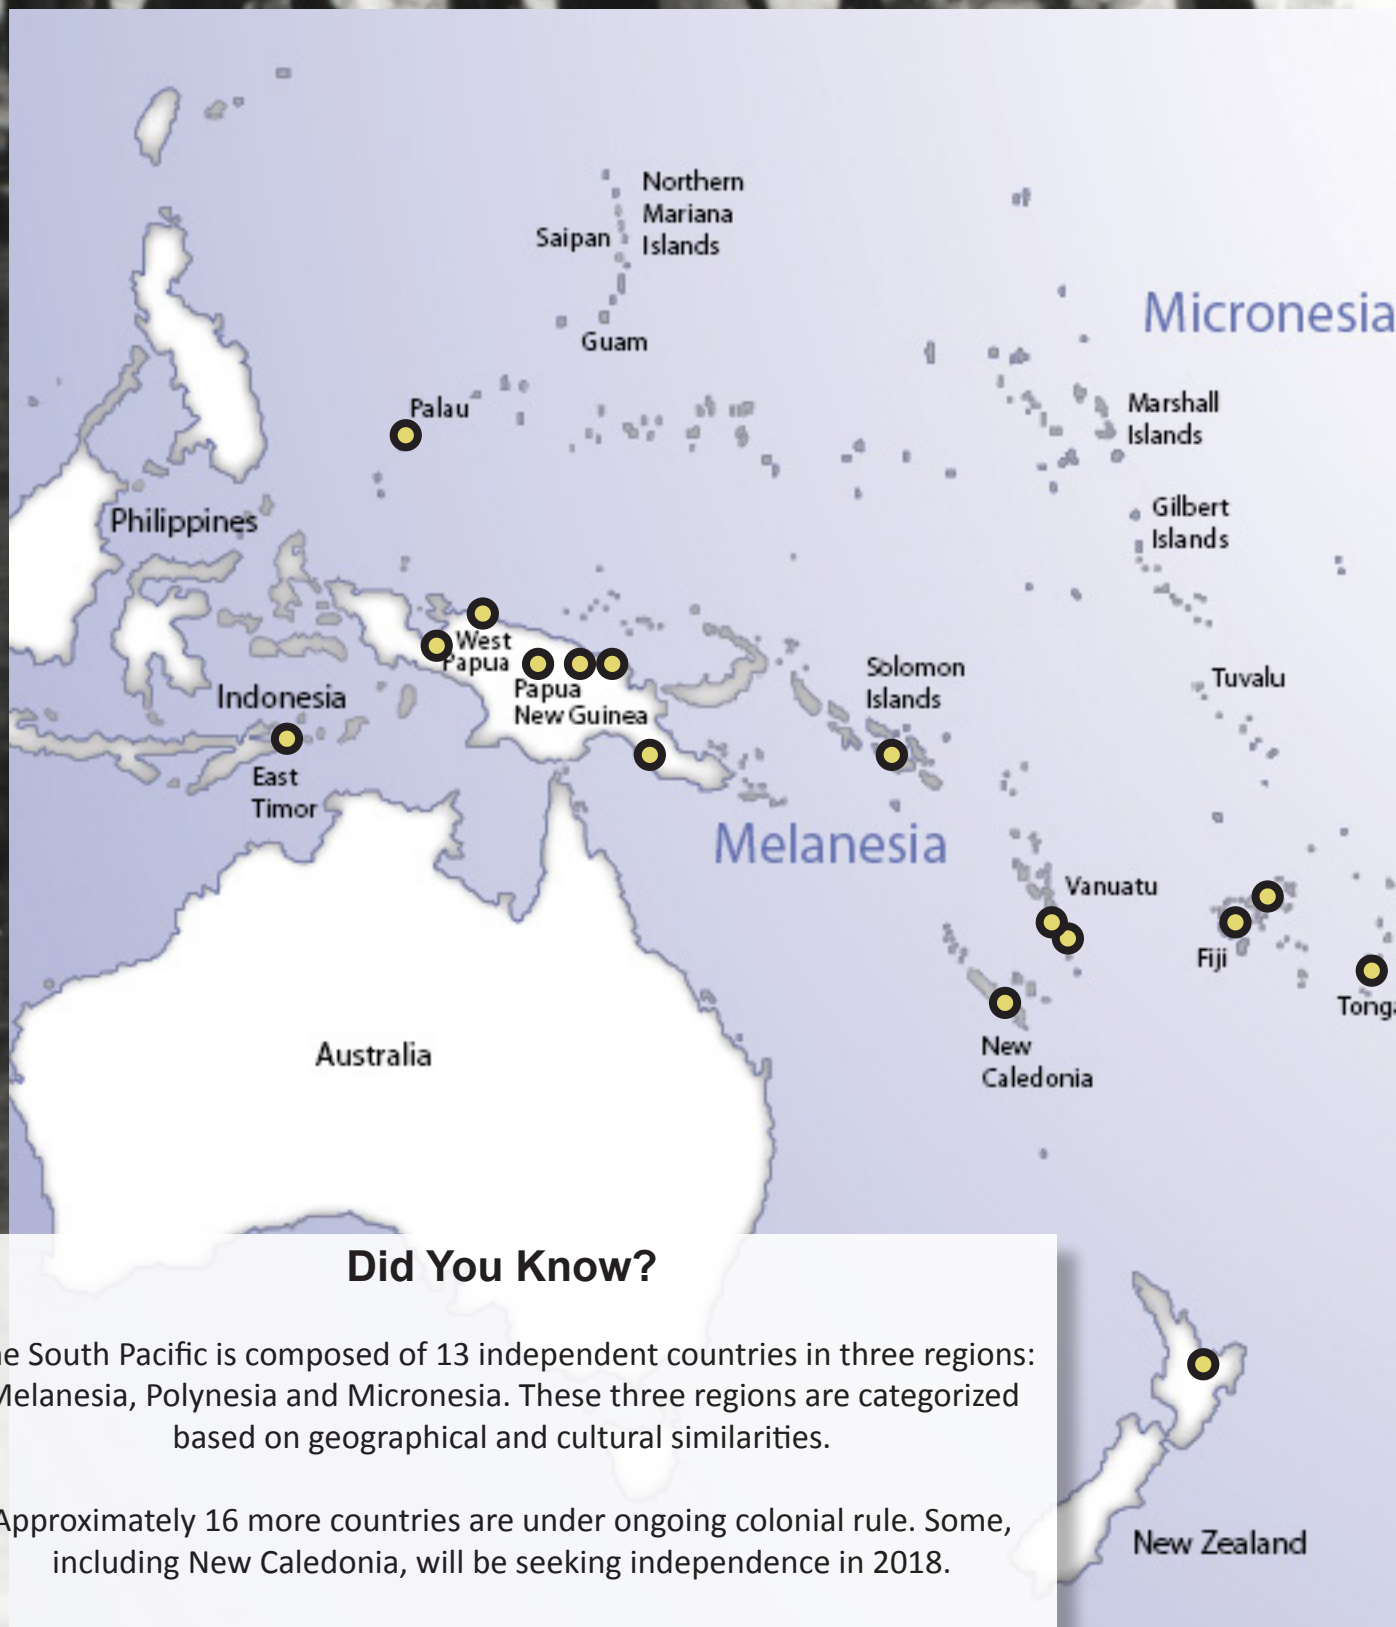 Northern
Mariana
Islands
Saipan
Guam
Micronesia
Palau
Marshall
Islands
Philippines
Gilbert
Islands
West
Papua
Solomon
Islands
Tuvalu
Indonesia
Papua
New Guinea
East
Timor
Melanesia
Vanuatu
Fiji
Tonga
Australia
New
Caledonia
Did You Know?
he South Pacific is composed of 13 independent countries in three regions:
Melanesia, Polynesia and Micronesia. These three regions are categorized
based on geographical and cultural similarities.
Approximately 16 more countries are under ongoing colonial rule. Some,
including New Caledonia, will be seeking independence in 2018.
New Zealand